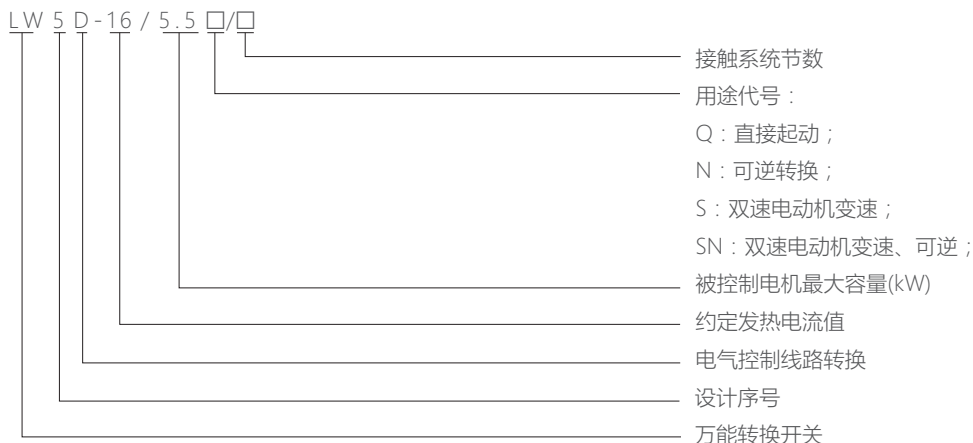 LW5D-16/5.5□/□
接触系统节数
用途代号：
Q：直接起动；
N：可逆转换；
S：双速电动机变速；
SN：双速电动机变速、可逆；
被控制电机最大容量(kW)
约定发热电流值
电气控制线路转换
设计序号
万能转换开关